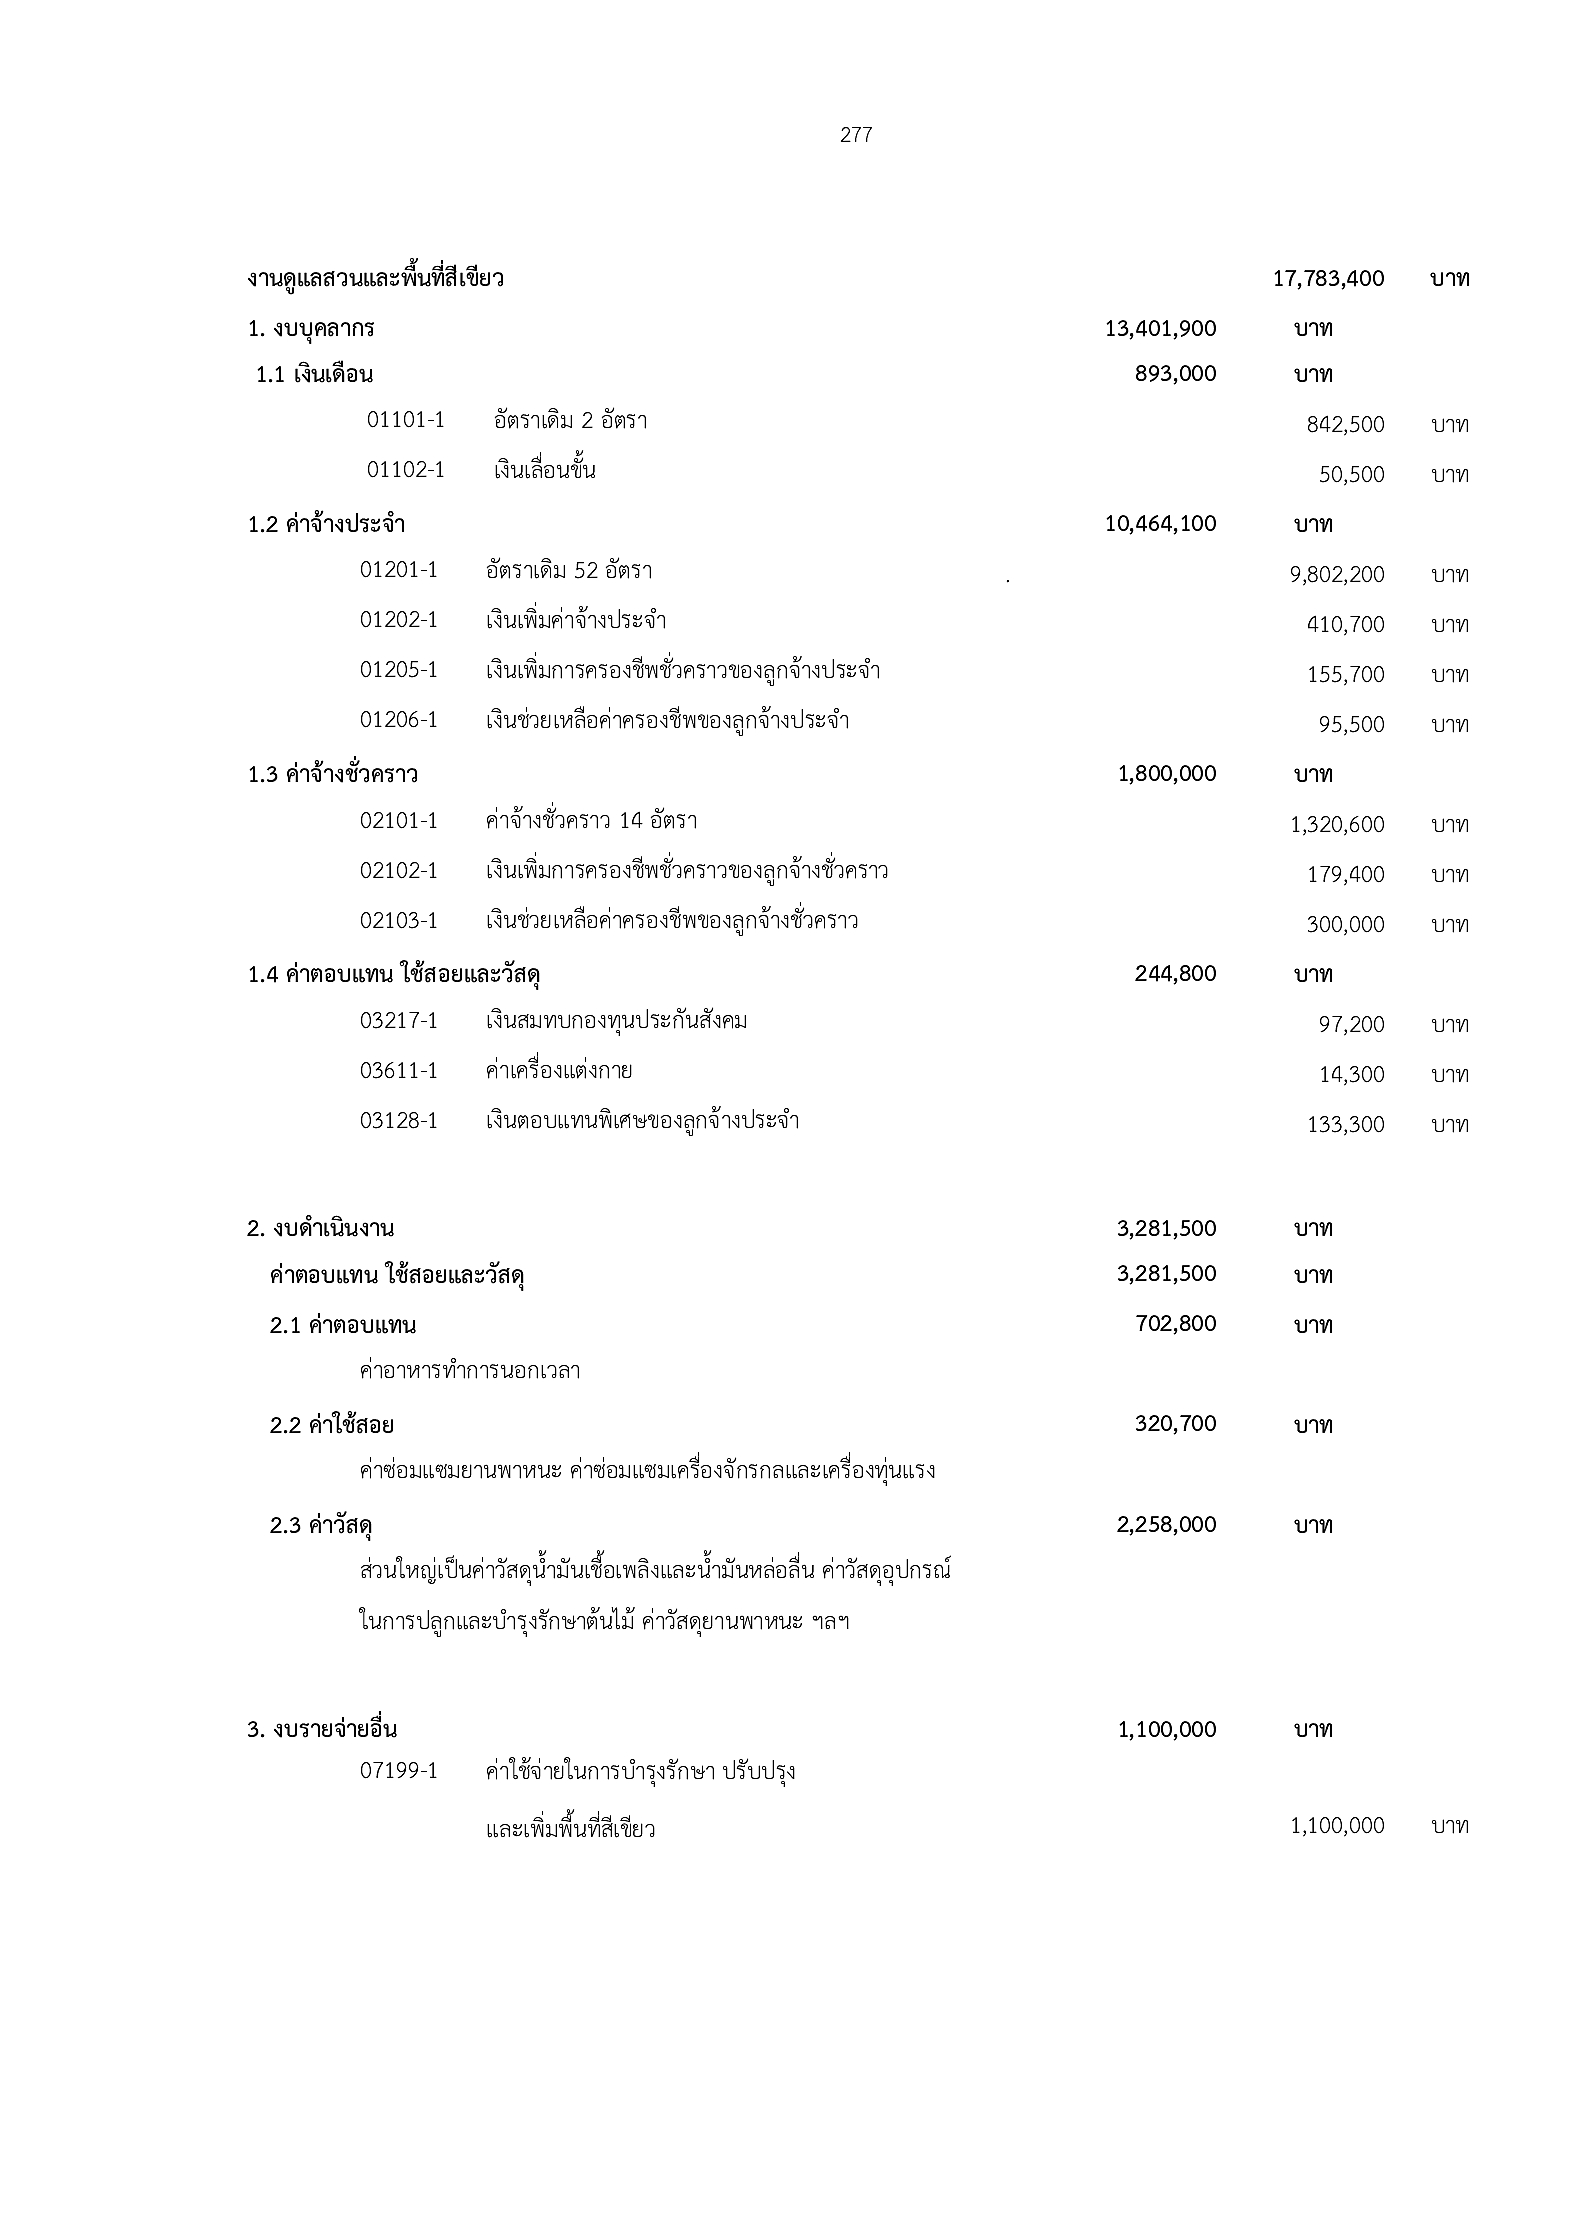 277
งานดูแลสวนและพื้นที่สีเขียว 17,783,400 บาท
1. งบบุคลากร 13,401,900 บาท
1.1 เงินเดือน 893,000 บาท
01101-1 อัตราเดิม 2 อัตรา 842,500 บาท
01102-1 เงินเลื่อนขั้น 50,500 บาท
1.2 ค่าจ้างประจำ 10,464,100 บาท
01201-1 อัตราเดิม 52 อัตรา . 9,802,200 บาท
01202-1 เงินเพิ่มค่าจ้างประจำ 410,700 บาท
01205-1 เงินเพิ่มการครองชีพชั่วคราวของลูกจ้างประจำ 155,700 บาท
01206-1 เงินช่วยเหลือค่าครองชีพของลูกจ้างประจำ 95,500 บาท
1.3 ค่าจ้างชั่วคราว 1,800,000 บาท
02101-1 ค่าจ้างชั่วคราว 14 อัตรา 1,320,600 บาท
02102-1 เงินเพิ่มการครองชีพชั่วคราวของลูกจ้างชั่วคราว 179,400 บาท
02103-1 เงินช่วยเหลือค่าครองชีพของลูกจ้างชั่วคราว 300,000 บาท
1.4 ค่าตอบแทน ใช้สอยและวัสดุ 244,800 บาท
03217-1 เงินสมทบกองทุนประกันสังคม 97,200 บาท
03611-1 ค่าเครื่องแต่งกาย 14,300 บาท
03128-1 เงินตอบแทนพิเศษของลูกจ้างประจำ 133,300 บาท
2. งบดำเนินงาน 3,281,500 บาท
ค่าตอบแทน ใช้สอยและวัสดุ 3,281,500 บาท
2.1 ค่าตอบแทน 702,800 บาท
ค่าอาหารทำการนอกเวลา
2.2 ค่าใช้สอย 320,700 บาท
ค่าซ่อมแซมยานพาหนะ ค่าซ่อมแซมเครื่องจักรกลและเครื่องทุ่นแรง
2.3 ค่าวัสดุ 2,258,000 บาท
ส่วนใหญ่เป็นค่าวัสดุน้ำมันเชื้อเพลิงและน้ำมันหล่อลื่น ค่าวัสดุอุปกรณ์
ในการปลูกและบำรุงรักษาต้นไม้ ค่าวัสดุยานพาหนะ ฯลฯ
3. งบรายจ่ายอื่น 1,100,000 บาท
07199-1 ค่าใช้จ่ายในการบำรุงรักษา ปรับปรุง
และเพิ่มพื้นที่สีเขียว 1,100,000 บาท